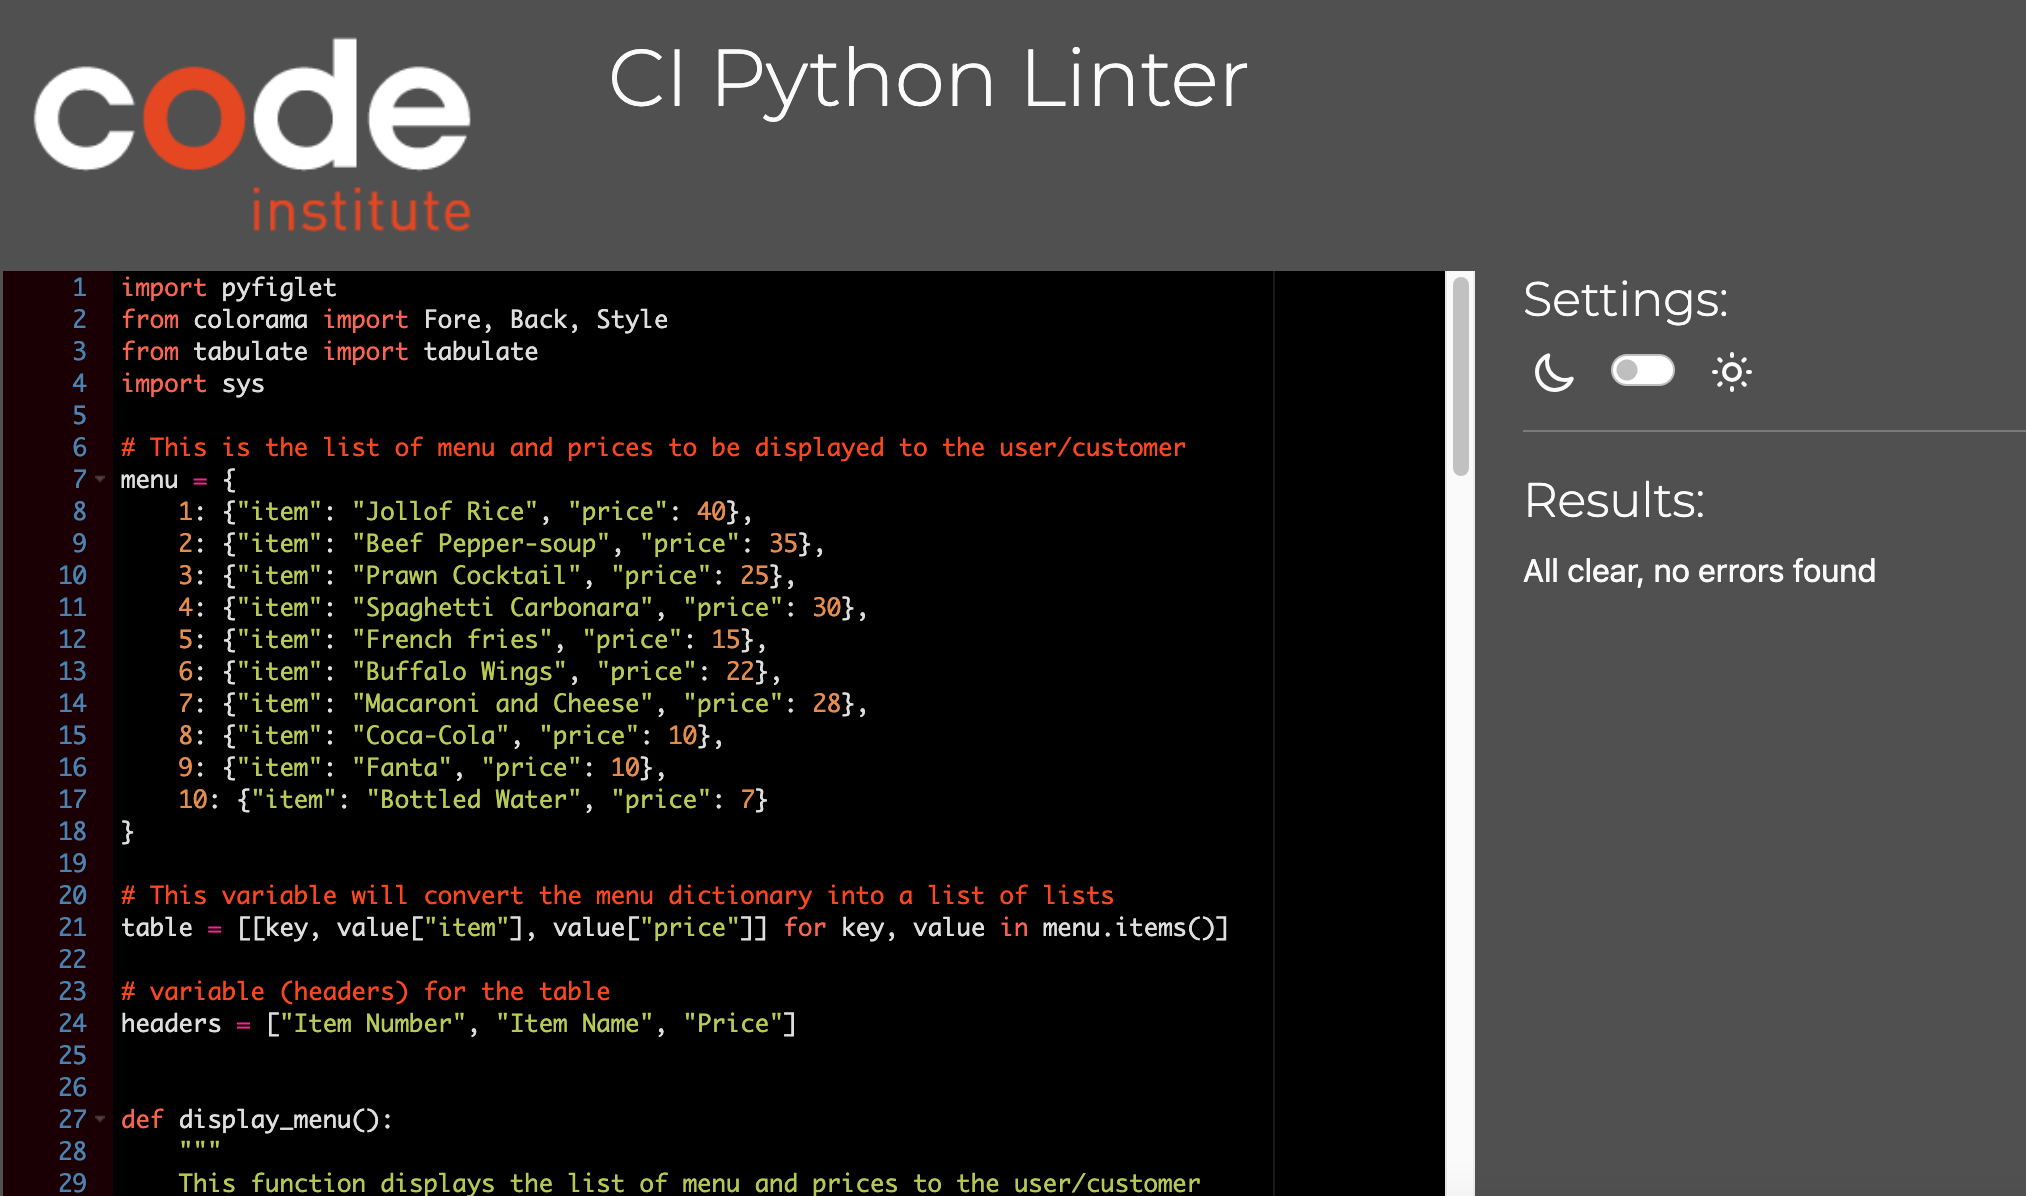 code
institute
CI Python Linter
1 import pyfiglet
2 from colorama import Fore, Back, Style
3 from tabulate import tabulate
4 import sys
5
6 # This is the list of menu and prices to be displayed to the user/customer
7 menu = {
8     1: {"item": "Jollof Rice", "price": 40},
9     2: {"item": "Beef Pepper-soup", "price": 35},
10     3: {"item": "Prawn Cocktail", "price": 25},
11     4: {"item": "Spaghetti Carbonara", "price": 30},
12     5: {"item": "French fries", "price": 15},
13     6: {"item": "Buffalo Wings", "price": 22},
14     7: {"item": "Macaroni and Cheese", "price": 28},
15     8: {"item": "Coca-Cola", "price": 10},
16     9: {"item": "Fanta", "price": 10},
17     10: {"item": "Bottled Water", "price": 7}
18 }
19
20 # This variable will convert the menu dictionary into a list of lists
21 table = [[key, value["item"], value["price"]] for key, value in menu.items()]
22
23 # variable (headers) for the table
24 headers = ["Item Number", "Item Name", "Price"]
25
26
27 def display_menu():
28     """
29     This function displays the list of menu and prices to the user/customer
Settings:
Results:
All clear, no errors found